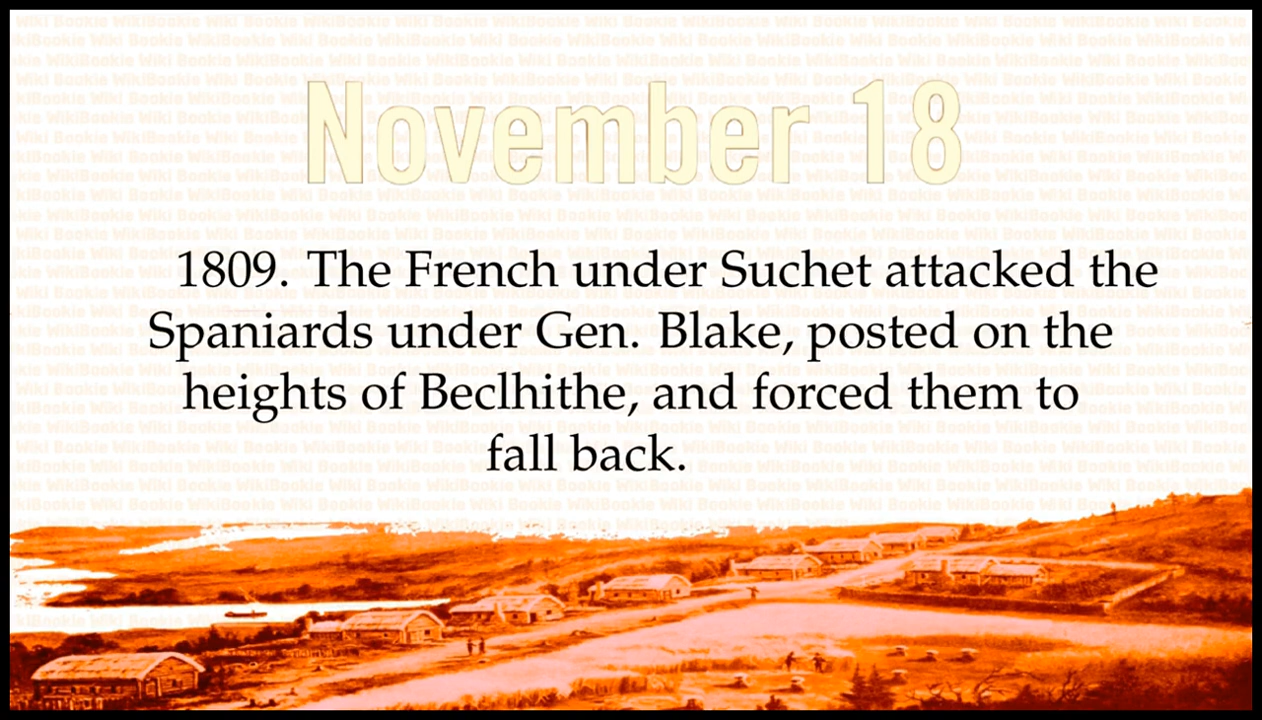 November 18
1809. The French under Suchet attacked the
Spaniards under Gen. Blake, posted on the
heights of Beclhithe, and forced them to
fall back.